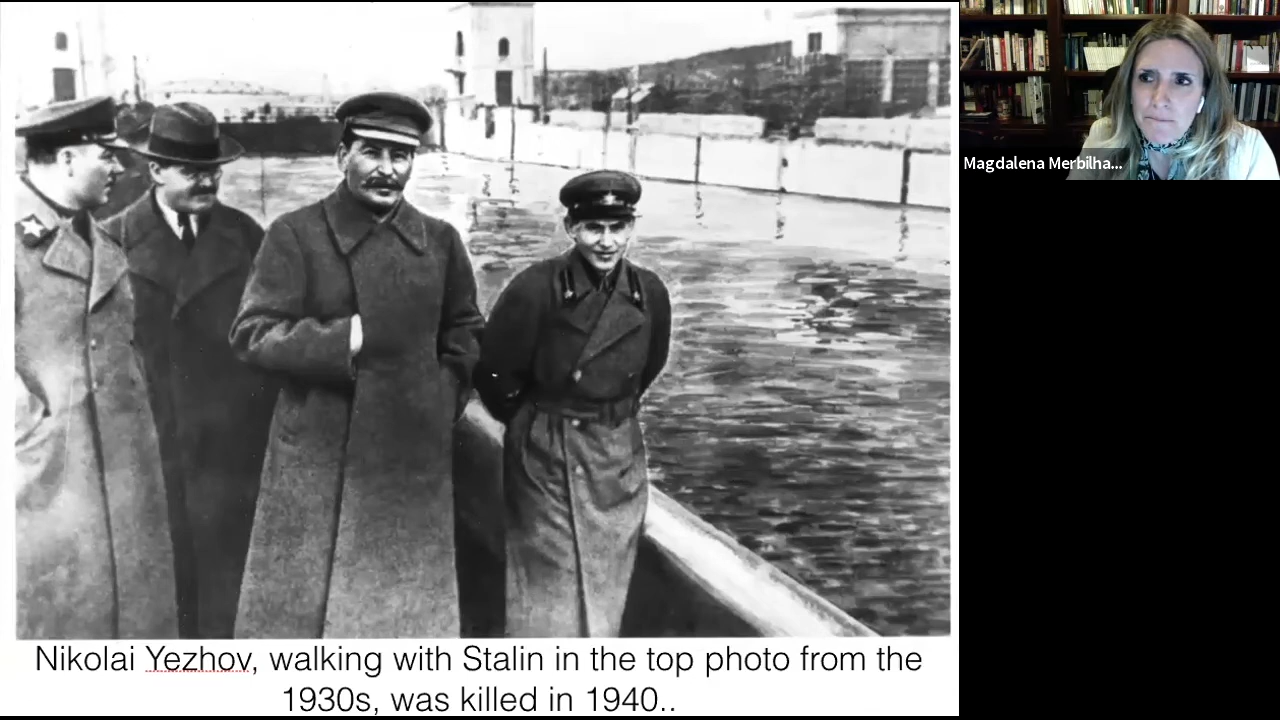 Magdalena Merbilha...
Nikolai Yezhov, walking with Stalin in the top photo from the
1930s, was killed in 1940..